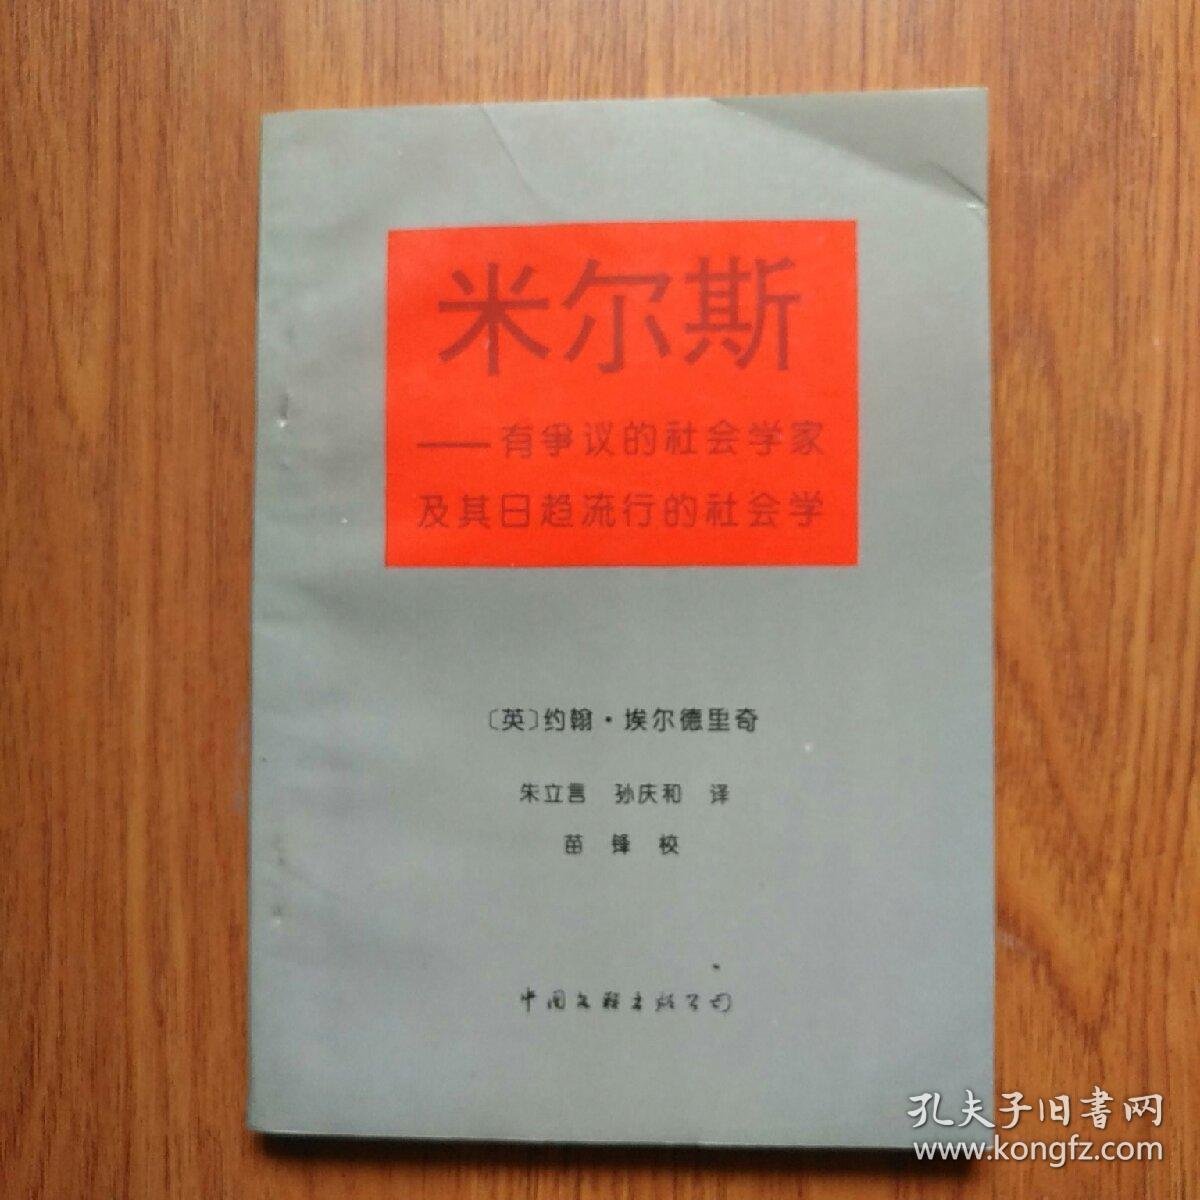 米尔斯
——有争议的社会学家
及其日趋流行的社会学
〔英〕约翰·埃尔德里奇
朱立言 孙庆和 译
苗 锋 校
中国文联出版公司
孔夫子旧書网
www.kongfz.com